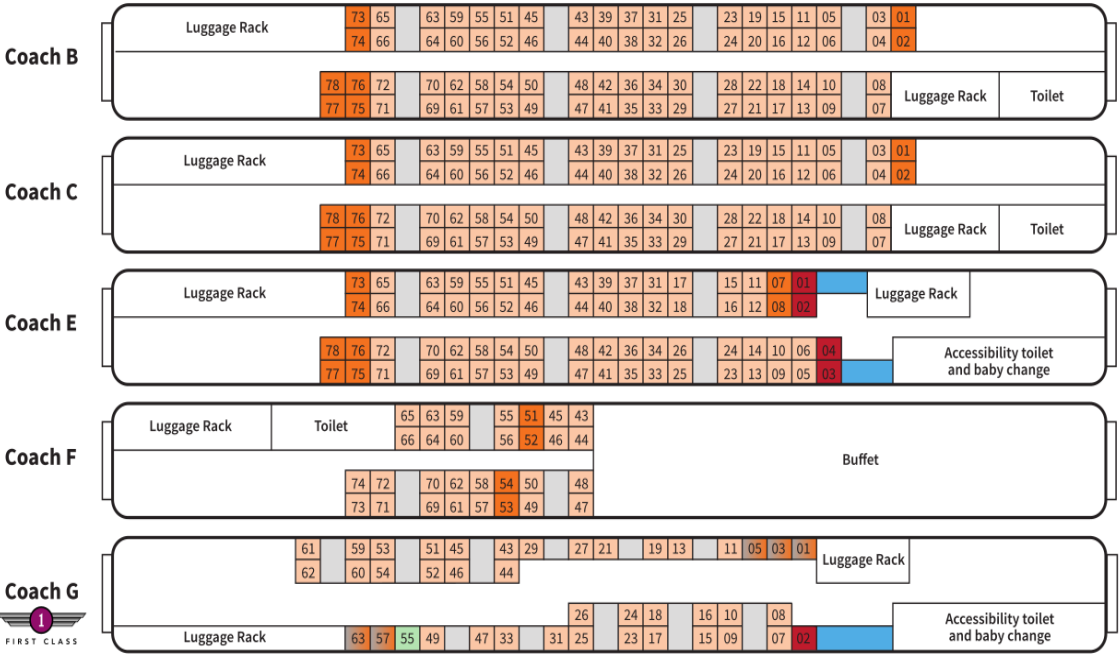 Coach B
Luggage Rack
73 65 63 59 55 51 45 43 39 37 31 25 23 19 15 11 05 03 01
74 66 64 60 56 52 46 44 40 38 32 26 24 20 16 12 06 04 02
78 76 72 70 62 58 54 50 48 42 36 34 30 28 22 18 14 10 08
77 75 71 69 61 57 53 49 47 41 35 33 29 27 21 17 13 09 07
Luggage Rack Toilet
Coach C
Luggage Rack
73 65 63 59 55 51 45 43 39 37 31 25 23 19 15 11 05 03 01
74 66 64 60 56 52 46 44 40 38 32 26 24 20 16 12 06 04 02
78 76 72 70 62 58 54 50 48 42 36 34 30 28 22 18 14 10 08
77 75 71 69 61 57 53 49 47 41 35 33 29 27 21 17 13 09 07
Luggage Rack Toilet
Coach E
Luggage Rack
73 65 63 59 55 51 45 43 39 37 31 17 15 11 07 01
74 66 64 60 56 52 46 44 40 38 32 18 16 12 08 02
Luggage Rack
78 76 72 70 62 58 54 50 48 42 36 34 26 24 14 10 06 04
77 75 71 69 61 57 53 49 47 41 35 33 25 23 13 09 05 03
Accessibility toilet
and baby change
Coach F
Luggage Rack Toilet
65 63 59 55 51 45 43
66 64 60 56 52 46 44
74 72 70 62 58 54 50 48
73 71 69 61 57 53 49 47
Buffet
Coach G
1
FIRST CLASS
61 59 53 51 45 43 29 27 21 19 13 11 05 03 01
62 60 54 52 46 44
Luggage Rack
26 24 18 16 10 08
Luggage Rack
63 57 55 49 47 33 31 25 23 17 15 09 07 02
Accessibility toilet
and baby change